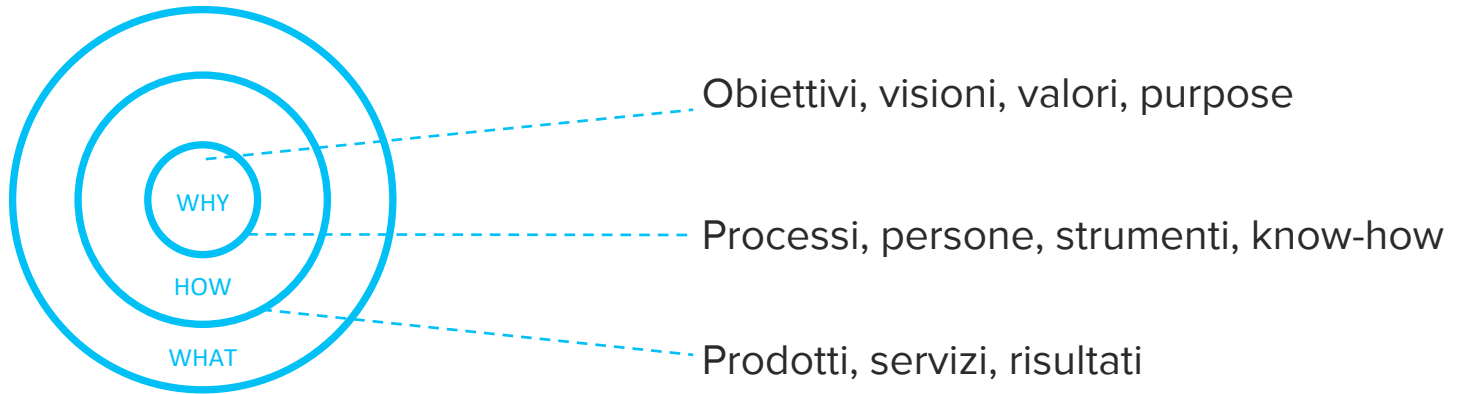 Obiettivi, visioni, valori, purpose
WHY
Processi, persone, strumenti, know-how
HOW
WHAT
Prodotti, servizi, risultati